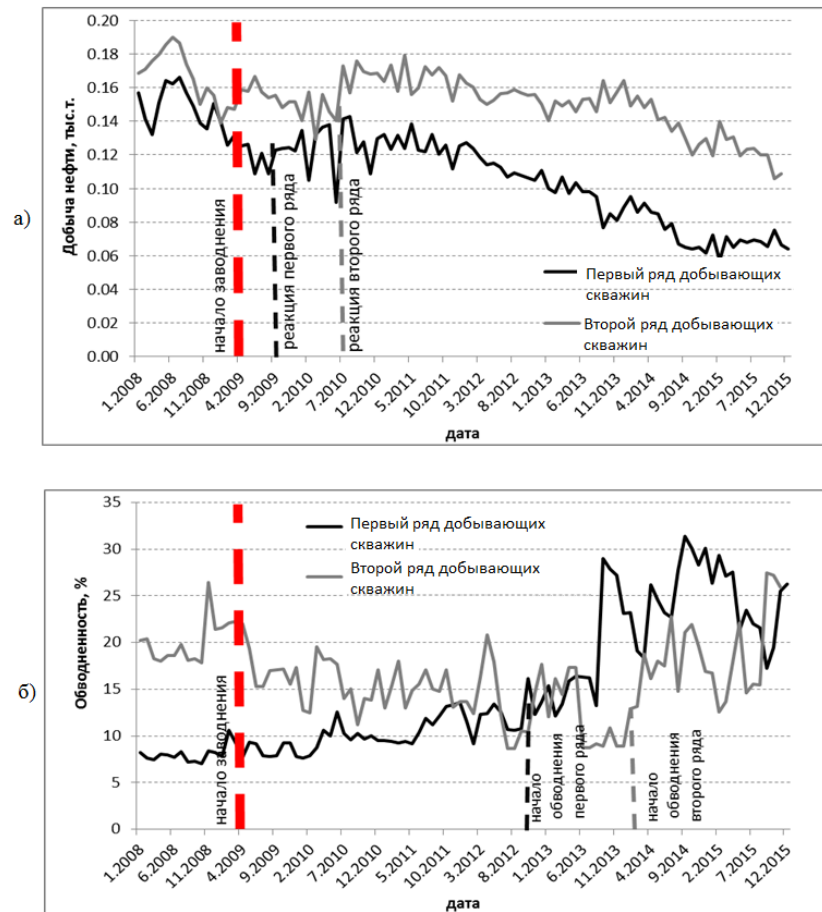 а)
Добыча нефти, тыс.т.
0.20
0.18
0.16
0.14
0.12
0.10
0.08
0.06
0.04
0.02
0.00
начало заводнения
реакция первого ряда
реакция второго ряда
Первый ряд добывающих
скважин
Второй ряд добывающих
скважин
1.2008
6.2008
11.2008
4.2009
9.2009
2.2010
7.2010
12.2010
5.2011
10.2011
3.2012
8.2012
1.2013
6.2013
11.2013
4.2014
9.2014
2.2015
7.2015
12.2015
дата
б)
Обводненность, %
35
30
25
20
15
10
5
0
Первый ряд добывающих
скважин
Второй ряд добывающих
скважин
начало заводнения
начало
обводнения
первого ряда
начало
обводнения
второго ряда
1.2008
6.2008
11.2008
4.2009
9.2009
2.2010
7.2010
12.2010
5.2011
10.2011
3.2012
8.2012
1.2013
6.2013
11.2013
4.2014
9.2014
2.2015
7.2015
12.2015
дата